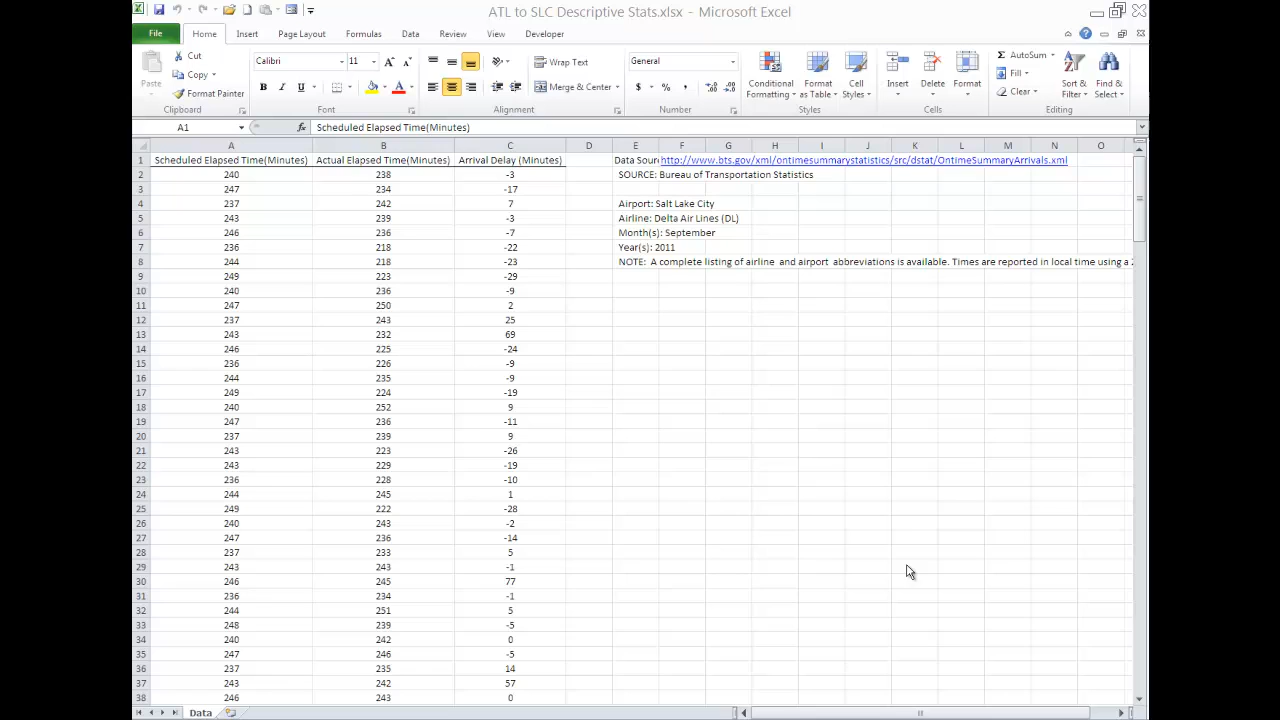 ATL to SLC Descriptive Stats.xlsx - Microsoft Excel
File Home Insert Page Layout Formulas Data Review View Developer
Paste Cut Copy Format Painter Clipboard
Calibri 11 B I U A Font
Wrap Text Merge & Center Alignment
General $ % , Number
Conditional Formatting Format as Table Cell Styles Styles
Insert Delete Format Cells
AutoSum Fill Clear Sort & Filter Find & Select Editing
A1 fx Scheduled Elapsed Time(Minutes)
A B C D E F G H I J K L M N O
1 Scheduled Elapsed Time(Minutes) Actual Elapsed Time(Minutes) Arrival Delay (Minutes) Data Sourc http://www.bts.gov/xml/ontimesummarystatistics/src/dstat/OntimeSummaryArrivals.xml
2 240 238 -3 SOURCE: Bureau of Transportation Statistics
3 247 234 -17
4 237 242 7 Airport: Salt Lake City
5 243 239 -3 Airline: Delta Air Lines (DL)
6 246 236 -7 Month(s): September
7 236 218 -22 Year(s): 2011
8 244 218 -23 NOTE: A complete listing of airline and airport abbreviations is available. Times are reported in local time using a
9 249 223 -29
10 240 236 -9
11 247 250 2
12 237 243 25
13 243 232 69
14 246 225 -24
15 236 226 -9
16 244 235 -9
17 249 224 -19
18 240 252 9
19 247 236 -11
20 237 239 9
21 243 223 -26
22 243 229 -19
23 236 228 -10
24 244 245 1
25 249 222 -28
26 240 243 -2
27 247 236 -14
28 237 233 5
29 243 243 -1
30 246 245 77
31 236 234 -1
32 244 251 5
33 248 239 -5
34 240 242 0
35 247 246 -5
36 237 235 14
37 243 242 57
38 246 243 0
Data